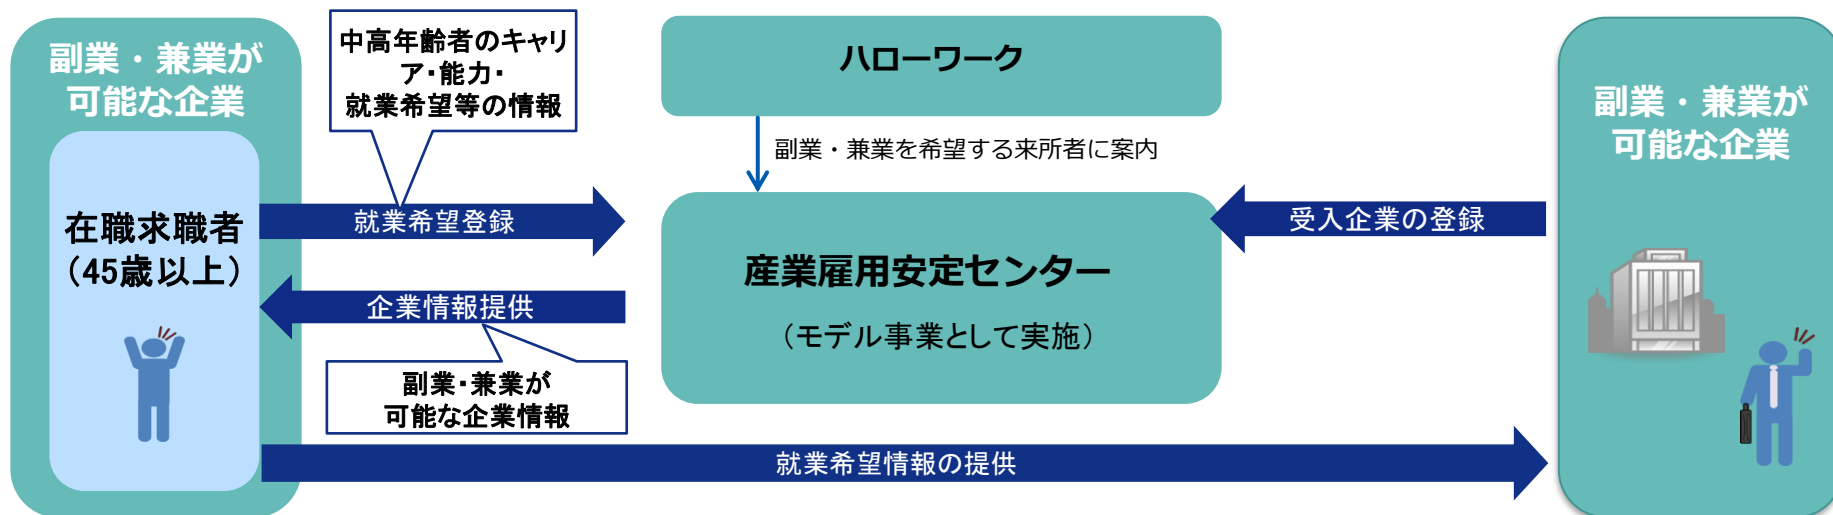 副業・兼業が
可能な企業
在職求職者
（45歳以上）
中高年齢者のキャリ
ア・能力・
就業希望等の情報
就業希望登録
企業情報提供
副業・兼業が
可能な企業情報
ハローワーク
副業・兼業を希望する来所者に案内
産業雇用安定センター
（モデル事業として実施）
受入企業の登録
副業・兼業が
可能な企業
就業希望情報の提供